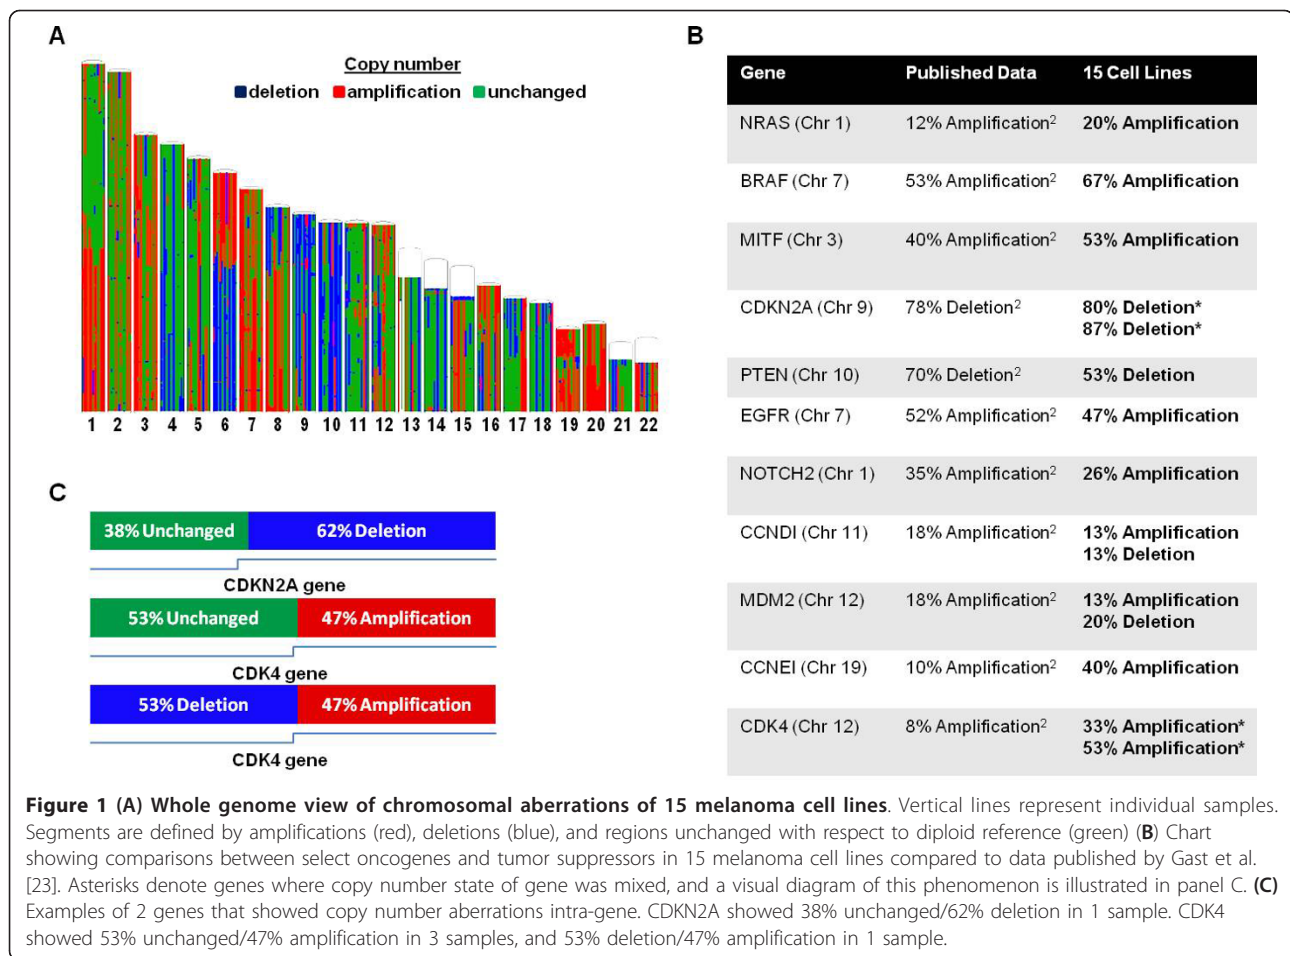 A
Copy number
deletion amplification unchanged
1 2 3 4 5 6 7 8 9 10 11 12 13 14 15 16 17 18 19 20 21 22
B
Gene Published Data 15 Cell Lines
NRAS (Chr 1) 12% Amplification² 20% Amplification
BRAF (Chr 7) 53% Amplification² 67% Amplification
MITF (Chr 3) 40% Amplification² 53% Amplification
CDKN2A (Chr 9) 78% Deletion² 80% Deletion*
87% Deletion*
PTEN (Chr 10) 70% Deletion² 53% Deletion
EGFR (Chr 7) 52% Amplification² 47% Amplification
NOTCH2 (Chr 1) 35% Amplification² 26% Amplification
CCNDI (Chr 11) 18% Amplification² 13% Amplification
13% Deletion
MDM2 (Chr 12) 18% Amplification² 13% Amplification
20% Deletion
CCNEI (Chr 19) 10% Amplification² 40% Amplification
CDK4 (Chr 12) 8% Amplification² 33% Amplification*
53% Amplification*
C
38% Unchanged 62% Deletion
CDKN2A gene
53% Unchanged 47% Amplification
CDK4 gene
53% Deletion 47% Amplification
CDK4 gene
Figure 1 (A) Whole genome view of chromosomal aberrations of 15 melanoma cell lines. Vertical lines represent individual samples.
Segments are defined by amplifications (red), deletions (blue), and regions unchanged with respect to diploid reference (green) (B) Chart
showing comparisons between select oncogenes and tumor suppressors in 15 melanoma cell lines compared to data published by Gast et al.
[23]. Asterisks denote genes where copy number state of gene was mixed, and a visual diagram of this phenomenon is illustrated in panel C. (C)
Examples of 2 genes that showed copy number aberrations intra-gene. CDKN2A showed 38% unchanged/62% deletion in 1 sample. CDK4
showed 53% unchanged/47% amplification in 3 samples, and 53% deletion/47% amplification in 1 sample.